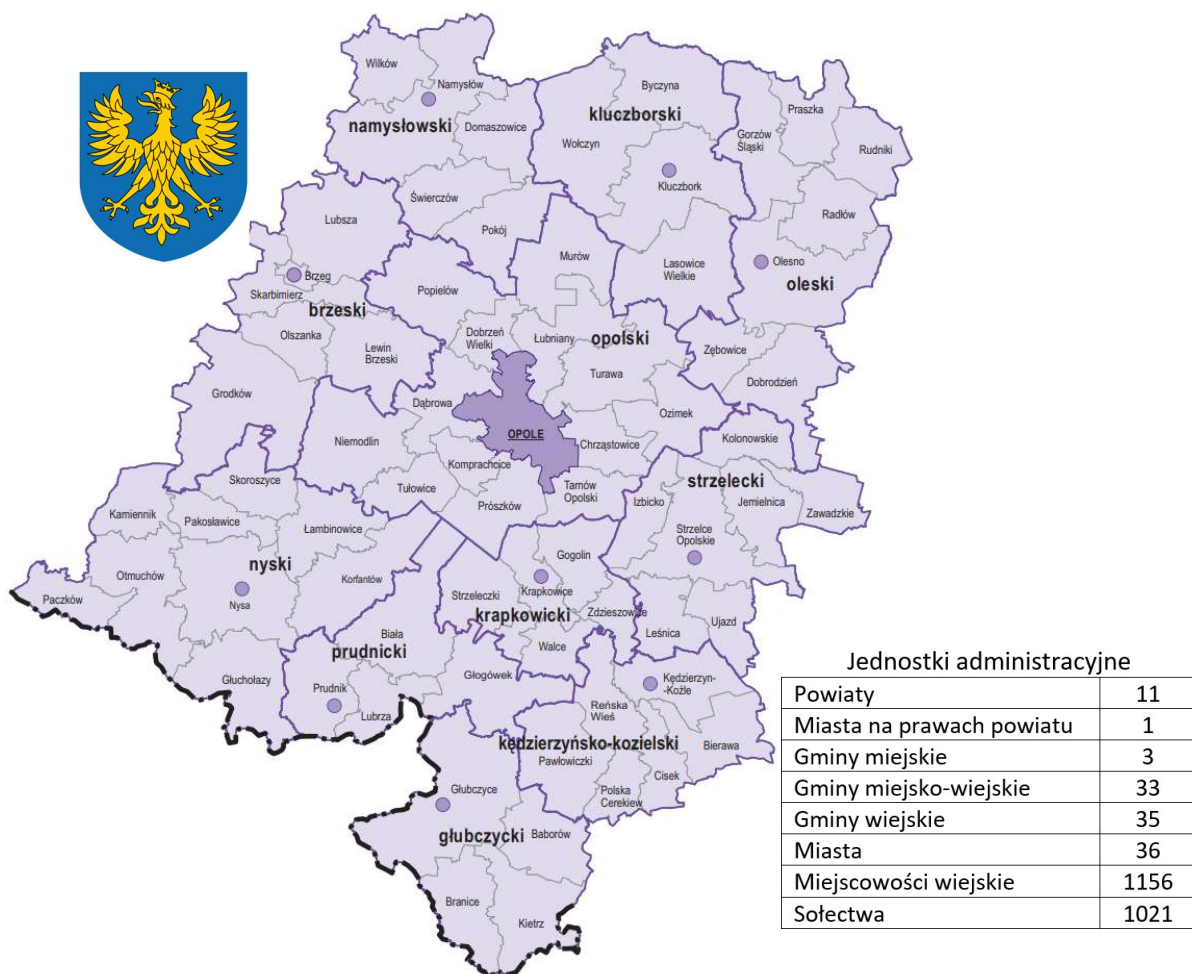 Wilków
Namysłów
namysłowski
Domaszowice
Świerczów
Pokój
Byczyna
kluczborski
Wołczyn
Kluczbork
Lasowice
Wielkie
Praszka
Gorzów
Śląski
Rudniki
Radłów
Olesno
oleski
Zębowice
Dobrodzień
Lubsza
Brzeg
Skarbimierz
brzeski
Olszanka
Lewin
Brzeski
Grodków
Murów
Popielów
Dobrzeń
Wielki
Łubniany
opolski
Turawa
Dąbrowa
Niemodlin
OPOLE
Ozimek
Chrząstowice
Komprachcice
Tułowice
Prószków
Tarnów
Opolski
Kolonowskie
strzelecki
Izbicko
Jemielnica
Zawadzkie
Strzelce
Opolskie
Leśnica
Ujazd
Skoroszyce
Kamiennik
Pakosławice
Łambinowice
Otmuchów
nyski
Nysa
Korfantów
Paczków
Głuchołazy
Gogolin
Strzeleczki
Krapkowice
krapkowicki
Zdzieszowice
Walce
Biała
prudnicki
Prudnik
Lubrza
Głogówek
Kędzierzyn-
-Koźle
Reńska
Wieś
kędzierzyńsko-kozielski
Pawłowiczki
Bierawa
Cisek
Polska
Cerekiew
Głubczyce
głubczycki
Baborów
Branice
Kietrz
Jednostki administracyjne
Powiaty 11
Miasta na prawach powiatu 1
Gminy miejskie 3
Gminy miejsko-wiejskie 33
Gminy wiejskie 35
Miasta 36
Miejscowości wiejskie 1156
Sołectwa 1021